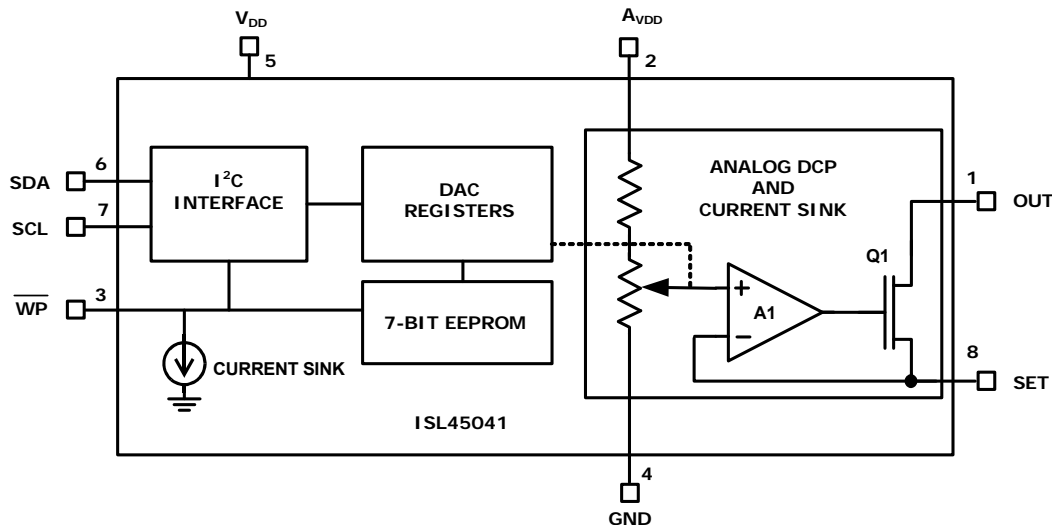 VDD
5
AVDD
2
SDA
6
SCL
7
WP
3
I2C
INTERFACE
DAC
REGISTERS
7-BIT EEPROM
CURRENT SINK
ANALOG DCP
AND
CURRENT SINK
+
A1
−
Q1
1
OUT
8
SET
ISL45041
4
GND